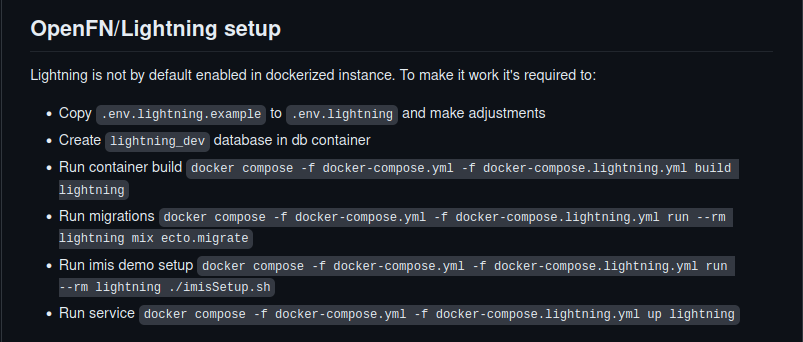 OpenFN/Lightning setup
Lightning is not by default enabled in dockerized instance. To make it work it's required to:
• Copy .env.lightning.example to .env.lightning and make adjustments
• Create lightning_dev database in db container
• Run container build docker compose -f docker-compose.yml -f docker-compose.lightning.yml build
lightning
• Run migrations docker compose -f docker-compose.yml -f docker-compose.lightning.yml run --rm
lightning mix ecto.migrate
• Run imis demo setup docker compose -f docker-compose.yml -f docker-compose.lightning.yml run
--rm lightning ./imisSetup.sh
• Run service docker compose -f docker-compose.yml -f docker-compose.lightning.yml up lightning